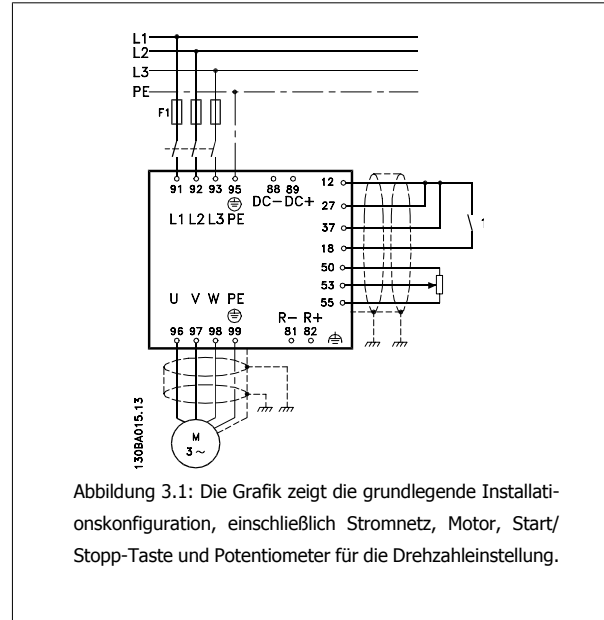 L1
L2
L3
PE
F1
91 92 93 95 88 89 12
DC- DC+
27
L1 L2 L3 PE
37
1
18
50
53
U V W PE
55
R- R+
96 97 98 99 81 82
130BA015.13
M
3 ~
Abbildung 3.1: Die Grafik zeigt die grundlegende Installati-
onskonfiguration, einschließlich Stromnetz, Motor, Start/
Stopp-Taste und Potentiometer für die Drehzahleinstellung.